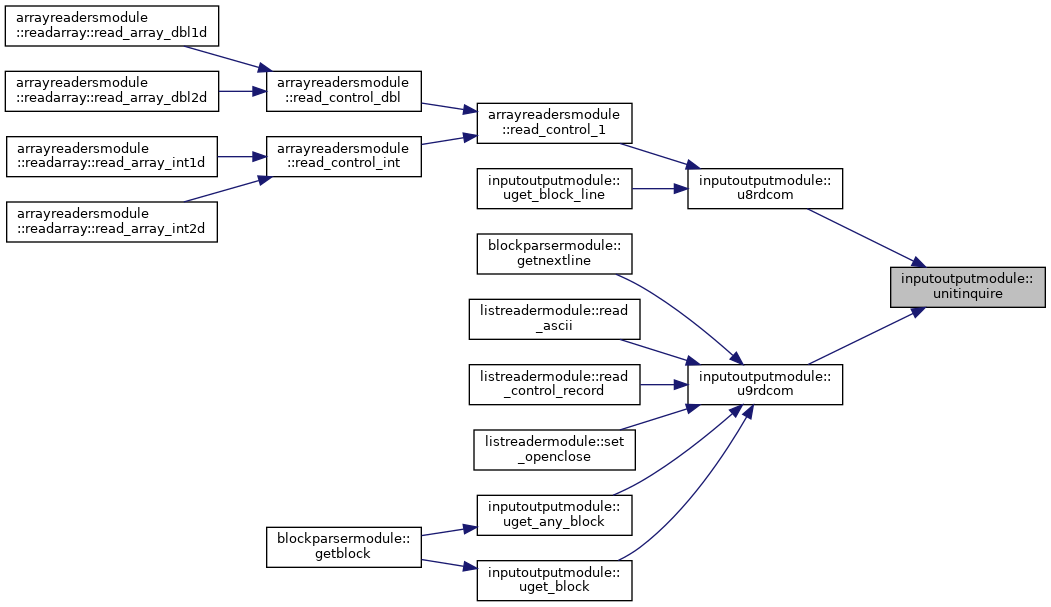 arrayreadersmodule
::readarray::read_array_dbl1d
arrayreadersmodule
::readarray::read_array_dbl2d
arrayreadersmodule
::readarray::read_array_int1d
arrayreadersmodule
::readarray::read_array_int2d
arrayreadersmodule
::read_control_dbl
arrayreadersmodule
::read_control_int
blockparsermodule::
getblock
arrayreadersmodule
::read_control_1
inputoutputmodule::
uget_block_line
blockparsermodule::
getnextline
listreadermodule::read
_ascii
listreadermodule::read
_control_record
listreadermodule::set
_openclose
inputoutputmodule::
uget_any_block
inputoutputmodule::
uget_block
inputoutputmodule::
u8rdcom
inputoutputmodule::
u9rdcom
inputoutputmodule::
unitinquire